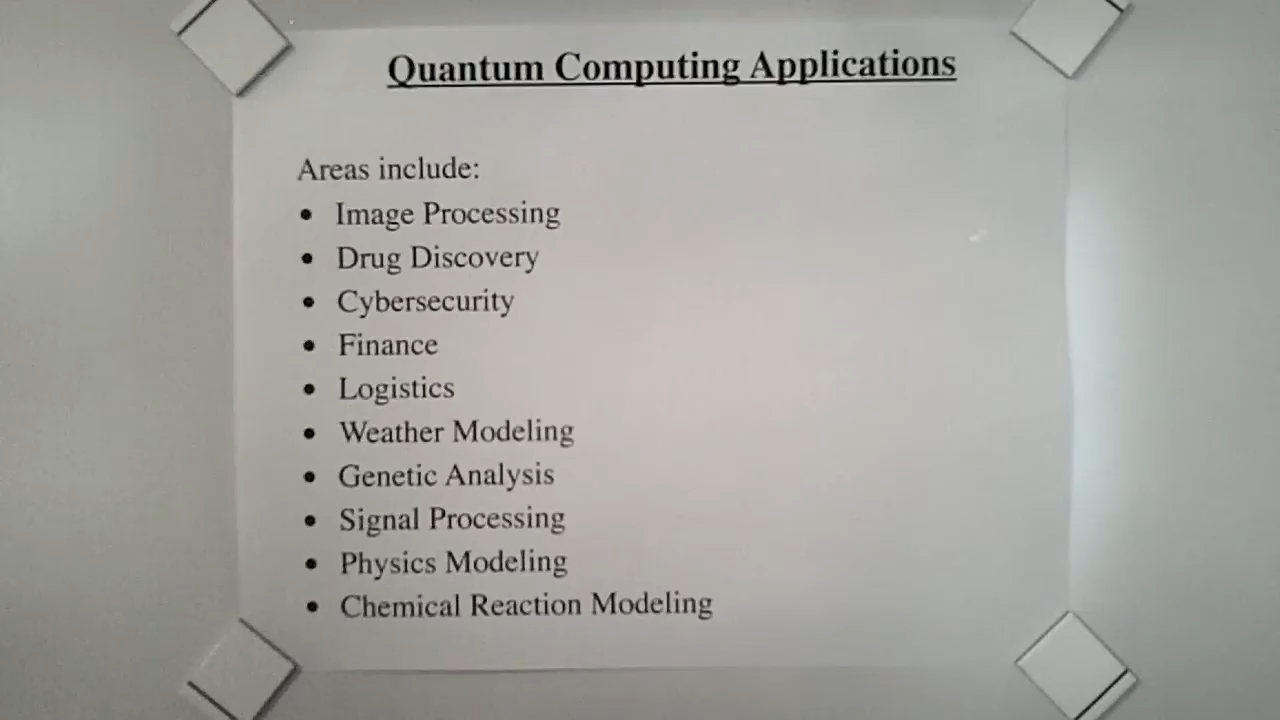 Quantum Computing Applications
Areas include:
• Image Processing
• Drug Discovery
• Cybersecurity
• Finance
• Logistics
• Weather Modeling
• Genetic Analysis
• Signal Processing
• Physics Modeling
• Chemical Reaction Modeling